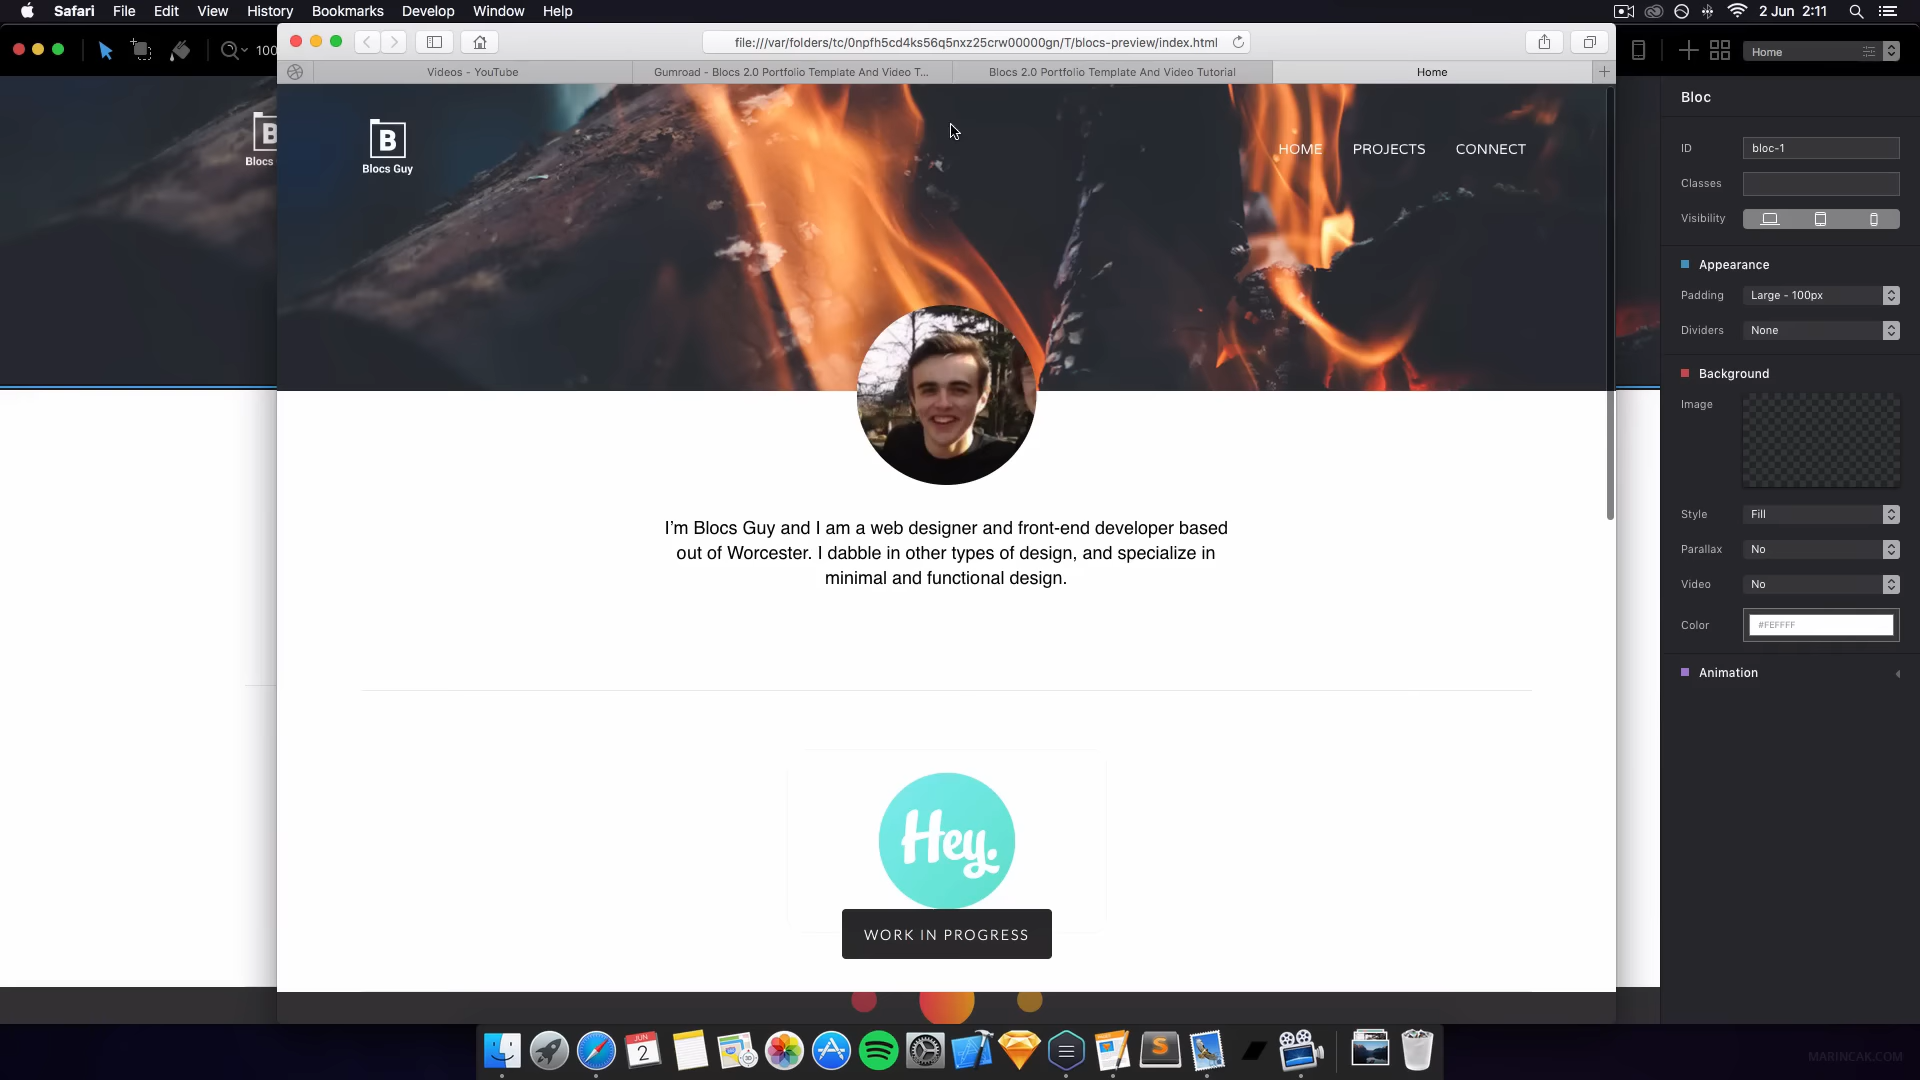 Safari File Edit View History Bookmarks Develop Window Help
2 Jun 2:11
100
file:///var/folders/tc/0npfh5cd4ks56q5nxz25crw00000gn/T/blocs-preview/index.html
Home
Videos - YouTube
Gumroad - Blocs 2.0 Portfolio Template And Video T...
Blocs 2.0 Portfolio Template And Video Tutorial
Home
Bloc
B
Blocs Guy
HOME PROJECTS CONNECT
ID bloc-1
Classes
Visibility
Appearance
Padding Large - 100px
Dividers None
Background
Image
Style Fill
Parallax No
Video No
Color #FEFFFF
Animation
I'm Blocs Guy and I am a web designer and front-end developer based
out of Worcester. I dabble in other types of design, and specialize in
minimal and functional design.
Hey.
WORK IN PROGRESS
JUN
2
3D
S
MARINCAK.COM